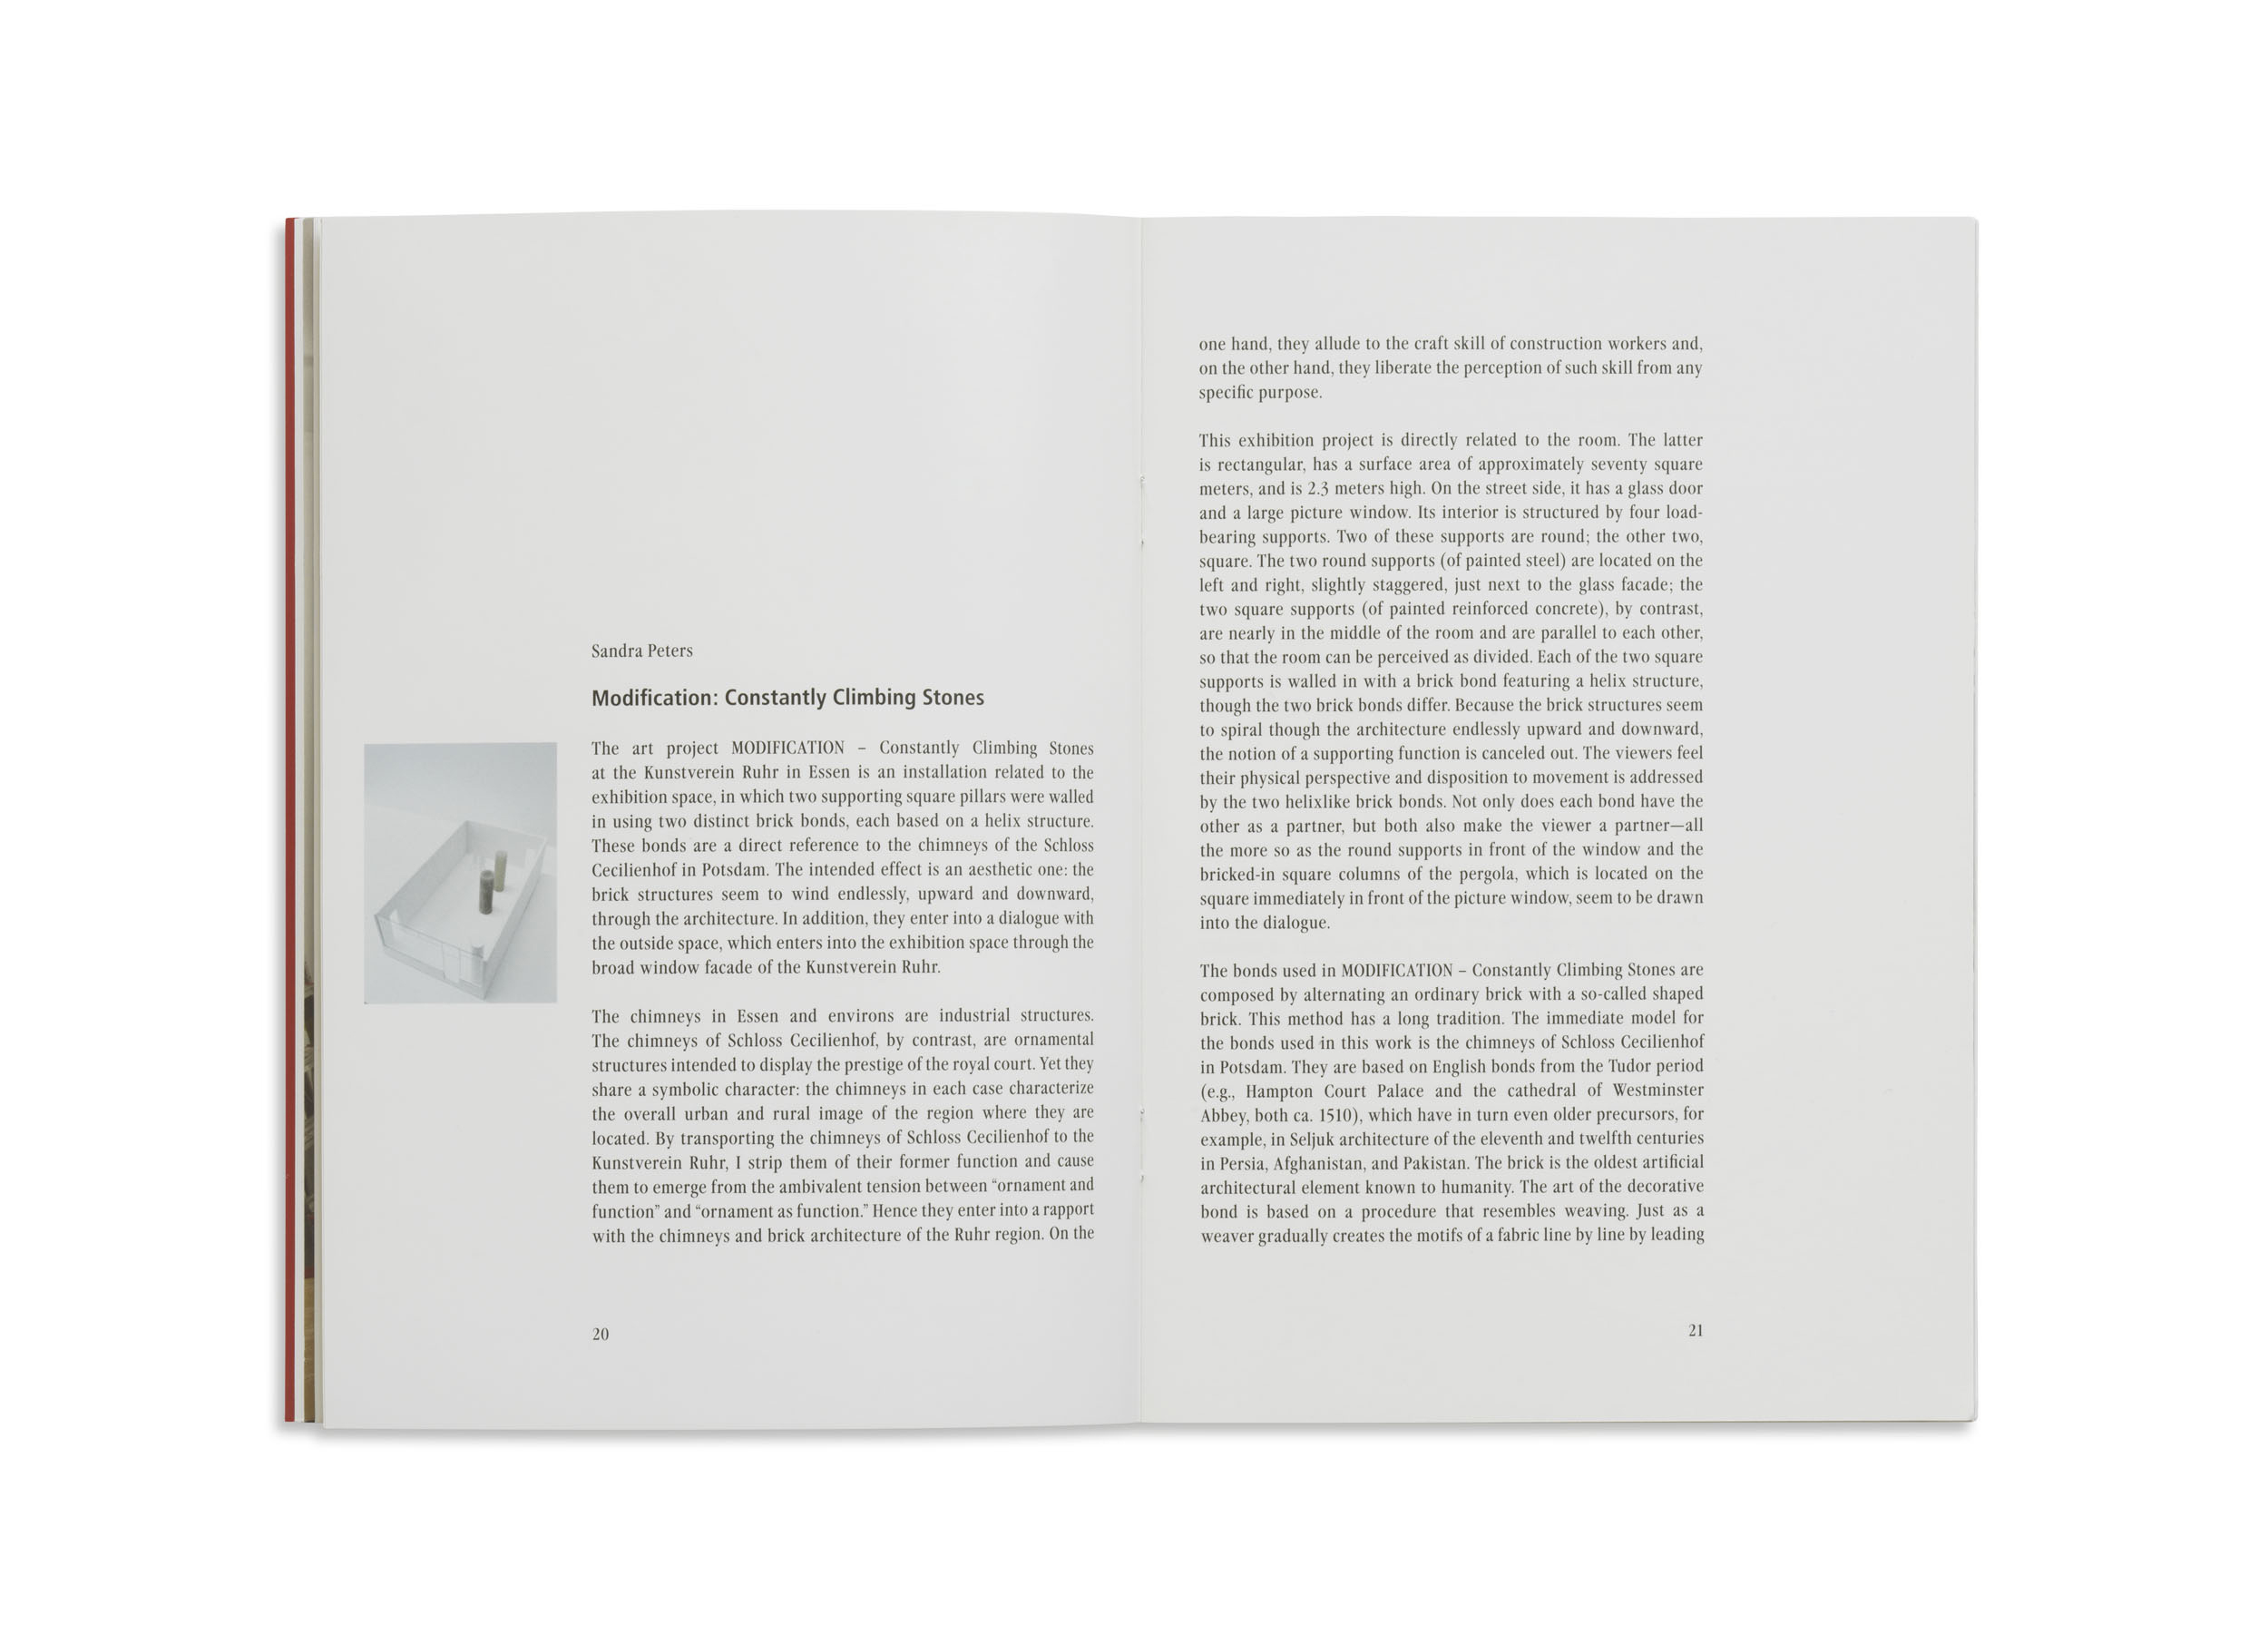 Sandra Peters
Modification: Constantly Climbing Stones
The art project MODIFICATION – Constantly Climbing Stones
at the Kunstverein Ruhr in Essen is an installation related to the
exhibition space, in which two supporting square pillars were walled
in using two distinct brick bonds, each based on a helix structure.
These bonds are a direct reference to the chimneys of the Schloss
Cecilienhof in Potsdam. The intended effect is an aesthetic one: the
brick structures seem to wind endlessly, upward and downward,
through the architecture. In addition, they enter into a dialogue with
the outside space, which enters into the exhibition space through the
broad window facade of the Kunstverein Ruhr.
The chimneys in Essen and environs are industrial structures.
The chimneys of Schloss Cecilienhof, by contrast, are ornamental
structures intended to display the prestige of the royal court. Yet they
share a symbolic character: the chimneys in each case characterize
the overall urban and rural image of the region where they are
located. By transporting the chimneys of Schloss Cecilienhof to the
Kunstverein Ruhr, I strip them of their former function and cause
them to emerge from the ambivalent tension between “ornament and
function” and “ornament as function.” Hence they enter into a rapport
with the chimneys and brick architecture of the Ruhr region. On the
20
one hand, they allude to the craft skill of construction workers and,
on the other hand, they liberate the perception of such skill from any
specific purpose.
This exhibition project is directly related to the room. The latter
is rectangular, has a surface area of approximately seventy square
meters, and is 2.3 meters high. On the street side, it has a glass door
and a large picture window. Its interior is structured by four load-
bearing supports. Two of these supports are round; the other two,
square. The two round supports (of painted steel) are located on the
left and right, slightly staggered, just next to the glass facade; the
two square supports (of painted reinforced concrete), by contrast,
are nearly in the middle of the room and are parallel to each other,
so that the room can be perceived as divided. Each of the two square
supports is walled in with a brick bond featuring a helix structure,
though the two brick bonds differ. Because the brick structures seem
to spiral though the architecture endlessly upward and downward,
the notion of a supporting function is canceled out. The viewers feel
their physical perspective and disposition to movement is addressed
by the two helixlike brick bonds. Not only does each bond have the
other as a partner, but both also make the viewer a partner—all
the more so as the round supports in front of the window and the
bricked-in square columns of the pergola, which is located on the
square immediately in front of the picture window, seem to be drawn
into the dialogue.
The bonds used in MODIFICATION – Constantly Climbing Stones are
composed by alternating an ordinary brick with a so-called shaped
brick. This method has a long tradition. The immediate model for
the bonds used in this work is the chimneys of Schloss Cecilienhof
in Potsdam. They are based on English bonds from the Tudor period
(e.g., Hampton Court Palace and the cathedral of Westminster
Abbey, both ca. 1510), which have in turn even older precursors, for
example, in Seljuk architecture of the eleventh and twelfth centuries
in Persia, Afghanistan, and Pakistan. The brick is the oldest artificial
architectural element known to humanity. The art of the decorative
bond is based on a procedure that resembles weaving. Just as a
weaver gradually creates the motifs of a fabric line by line by leading
21